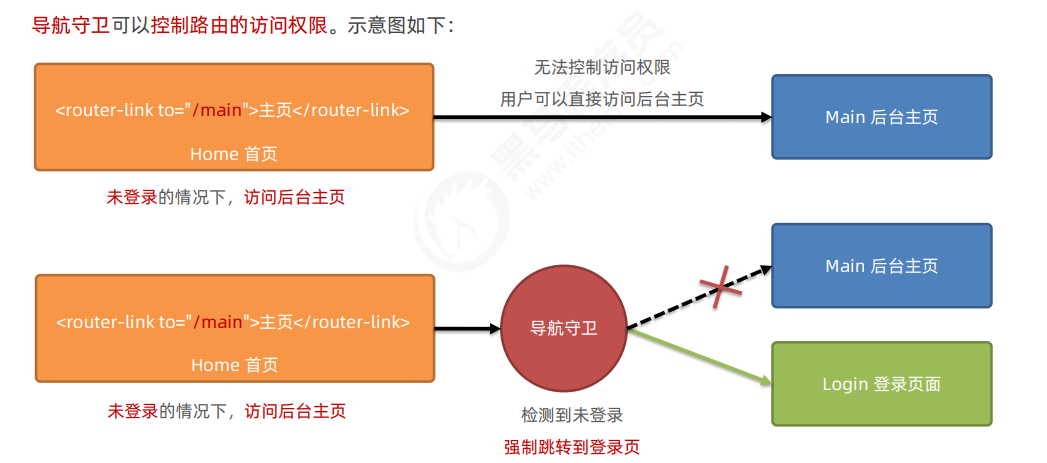 导航守卫可以控制路由的访问权限。示意图如下：
无法控制访问权限
用户可以直接访问后台主页
<router-link to="/main">主页</router-link>
Home 首页
Main 后台主页
未登录的情况下，访问后台主页
Main 后台主页
<router-link to="/main">主页</router-link>
Home 首页
导航守卫
Login 登录页面
未登录的情况下，访问后台主页
检测到未登录
强制跳转到登录页